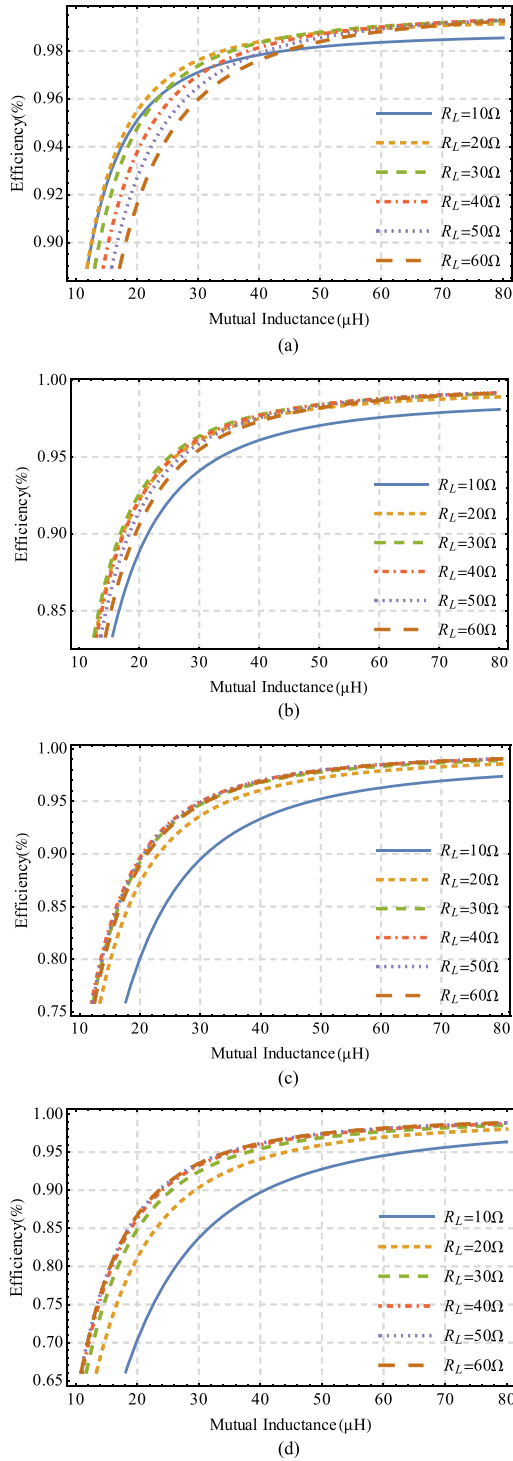 Efficiency(%)
0.98
0.96
0.94
0.92
0.90
R_L=10Ω
R_L=20Ω
R_L=30Ω
R_L=40Ω
R_L=50Ω
R_L=60Ω
10 20 30 40 50 60 70 80
Mutual Inductance(μH)
(a)
Efficiency(%)
1.00
0.95
0.90
0.85
R_L=10Ω
R_L=20Ω
R_L=30Ω
R_L=40Ω
R_L=50Ω
R_L=60Ω
10 20 30 40 50 60 70 80
Mutual Inductance(μH)
(b)
Efficiency(%)
1.00
0.95
0.90
0.85
0.80
0.75
R_L=10Ω
R_L=20Ω
R_L=30Ω
R_L=40Ω
R_L=50Ω
R_L=60Ω
10 20 30 40 50 60 70 80
Mutual Inductance(μH)
(c)
Efficiency(%)
1.00
0.95
0.90
0.85
0.80
0.75
0.70
0.65
R_L=10Ω
R_L=20Ω
R_L=30Ω
R_L=40Ω
R_L=50Ω
R_L=60Ω
10 20 30 40 50 60 70 80
Mutual Inductance(μH)
(d)